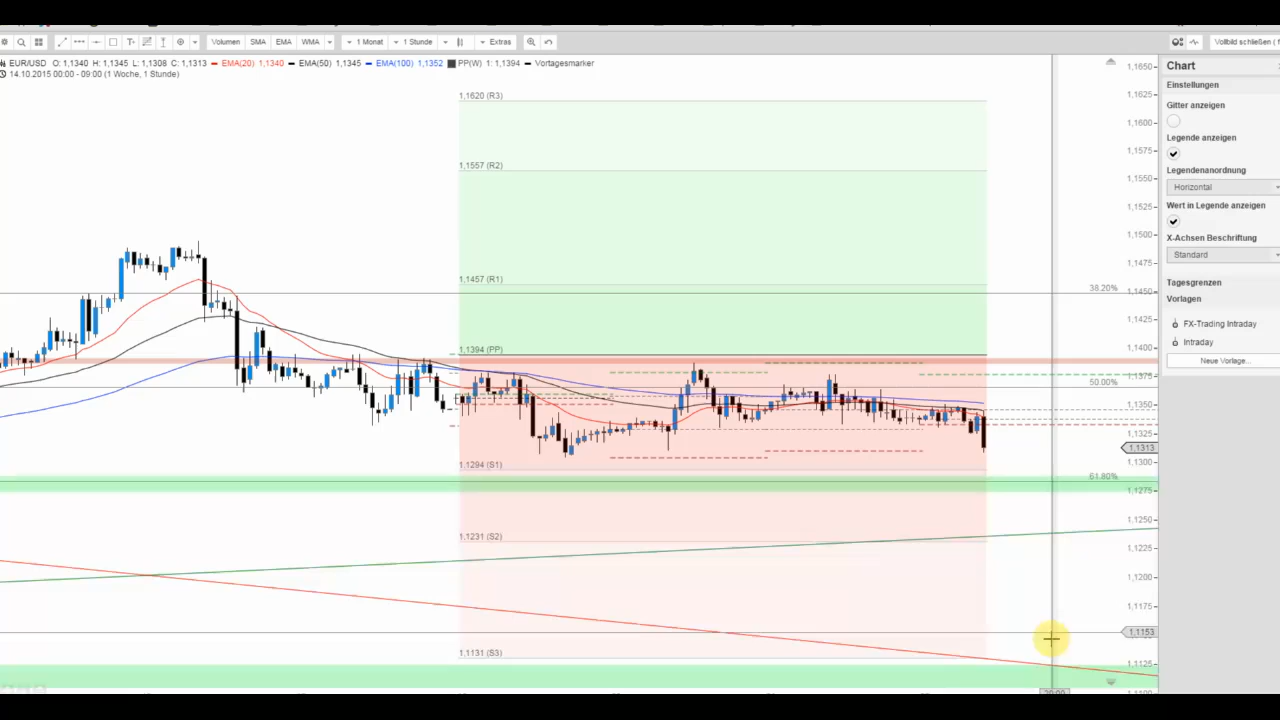 Volumen SMA EMA WMA 1 Monat 1 Stunde Extras Vollbild schließen ( f
EUR/USD O: 1,1340 H: 1,1345 L: 1,1308 C: 1,1313 EMA(20) 1,1340 EMA(50) 1,1345 EMA(100) 1,1352 PP(W) 1: 1,1394 Vortagesmarker
14.10.2015 00:00 - 09:00 (1 Woche, 1 Stunde)
1,1620 (R3)
1,1557 (R2)
1,1457 (R1)
38.20%
1,1394 (PP)
50.00%
1,1294 (S1)
61.80%
1,1231 (S2)
1,1131 (S3)
1,1650
1,1625
1,1600
1,1575
1,1550
1,1525
1,1500
1,1475
1,1450
1,1425
1,1400
1,1375
1,1350
1,1325
1,1313
1,1300
1,1275
1,1250
1,1225
1,1200
1,1175
1,1153
1,1125
1,1100
20:00
Chart
Einstellungen
Gitter anzeigen
Legende anzeigen
Legendenanordnung
Horizontal
Wert in Legende anzeigen
X-Achsen Beschriftung
Standard
Tagesgrenzen
Vorlagen
FX-Trading Intraday
Intraday
Neue Vorlage...